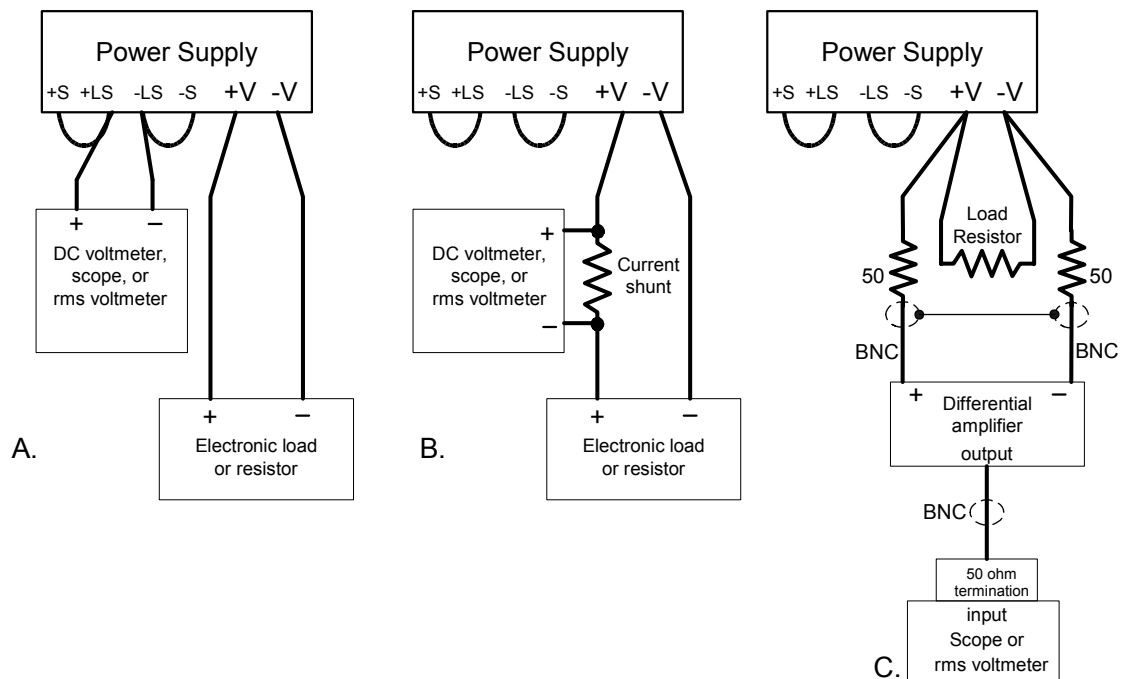 Power Supply
+S +LS -LS -S +V -V
+ −
DC voltmeter,
scope, or
rms voltmeter
+ −
Electronic load
or resistor
A.
Power Supply
+S +LS -LS -S +V -V
+
DC voltmeter,
scope, or
rms voltmeter
−
Current
shunt
+ −
Electronic load
or resistor
B.
Power Supply
+S +LS -LS -S +V -V
Load
Resistor
50 50
BNC BNC
+ −
Differential
amplifier
output
BNC
50 ohm
termination
input
Scope or
rms voltmeter
C.